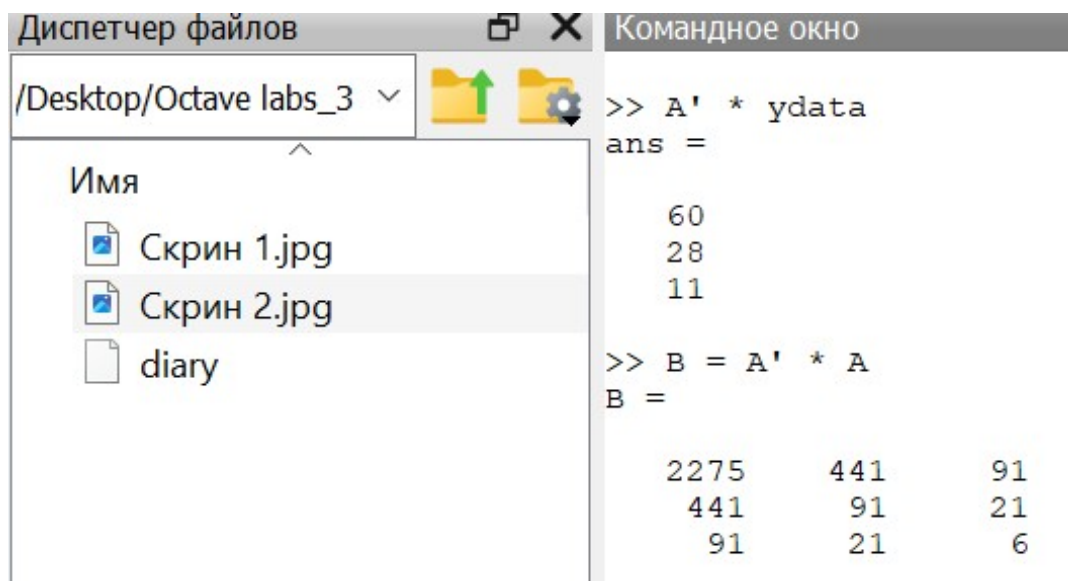 Диспетчер файлов
/Desktop/Octave labs_3
Имя
Скрин 1.jpg
Скрин 2.jpg
diary
Командное окно
>> A' * ydata
ans =
60
28
11
>> B = A' * A
B =
2275 441 91
441 91 21
91 21 6